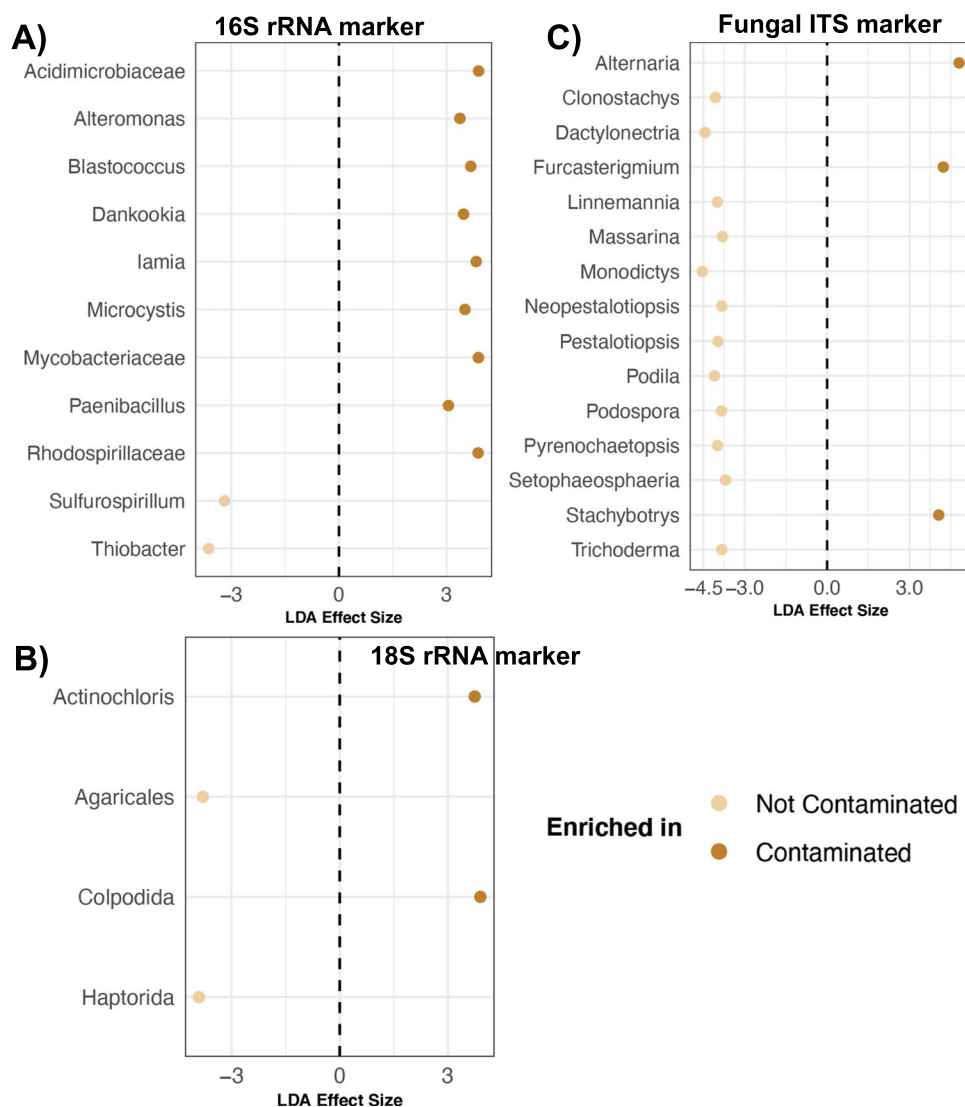 A)
16S rRNA marker
Acidimicrobiaceae
Alteromonas
Blastococcus
Dankookia
Iamia
Microcystis
Mycobacteriaceae
Paenibacillus
Rhodospirillaceae
Sulfurospirillum
Thiobacter
−3 0 3
LDA Effect Size
C)
Fungal ITS marker
Alternaria
Clonostachys
Dactylonectria
Furcasterigmium
Linnemannia
Massarina
Monodictys
Neopestalotiopsis
Pestalotiopsis
Podila
Podospora
Pyrenochaetopsis
Setophaeosphaeria
Stachybotrys
Trichoderma
−4.5 −3.0 0.0 3.0
LDA Effect Size
B)
18S rRNA marker
Actinochloris
Agaricales
Colpodida
Haptorida
−3 0 3
LDA Effect Size
Enriched in
Not Contaminated
Contaminated